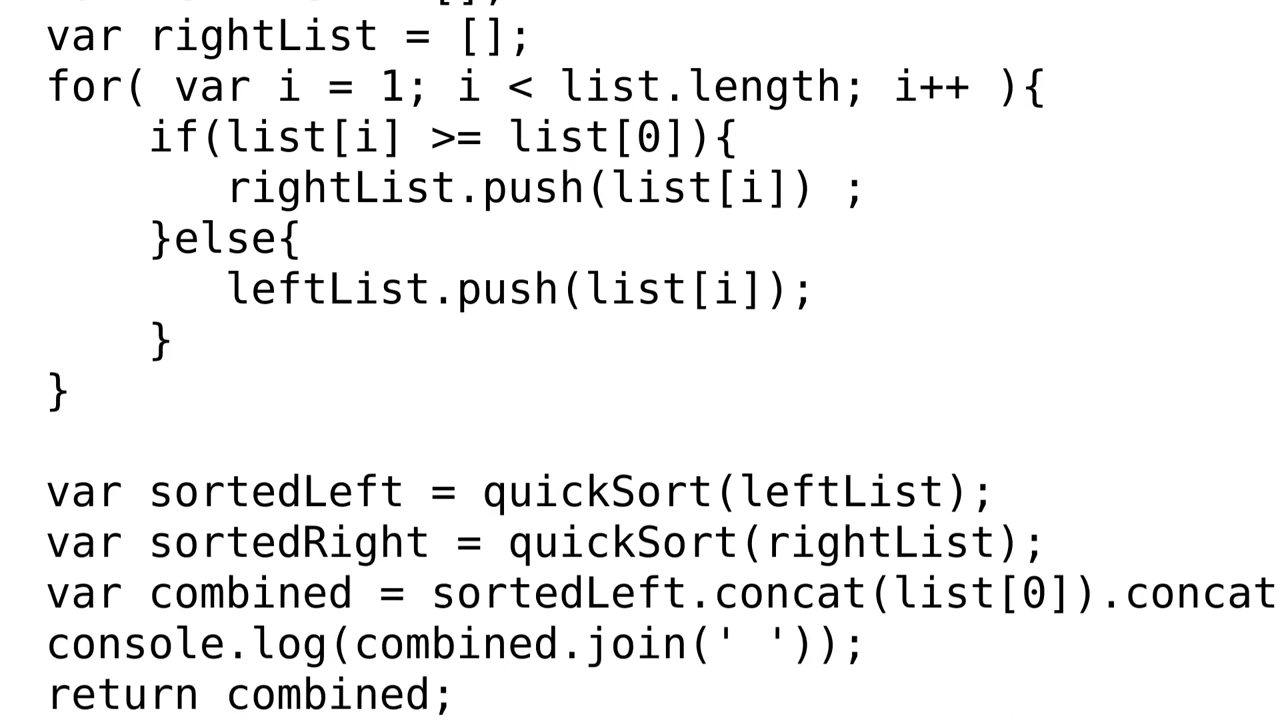 var rightList = [];
for( var i = 1; i < list.length; i++ ){
    if(list[i] >= list[0]){
       rightList.push(list[i]) ;
    }else{
       leftList.push(list[i]);
    }
}

var sortedLeft = quickSort(leftList);
var sortedRight = quickSort(rightList);
var combined = sortedLeft.concat(list[0]).concat
console.log(combined.join(' '));
return combined;